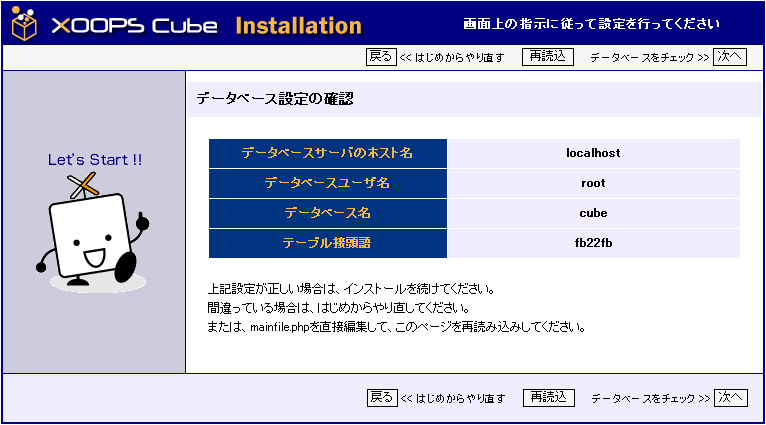 XOOPS Cube Installation 画面上の指示に従って設定を行ってください
戻る << はじめからやり直す 再読込 データベースをチェック >> 次へ
データベース設定の確認
Let's Start !!
データベースサーバのホスト名 localhost
データベースユーザ名 root
データベース名 cube
テーブル接頭語 fb22fb
上記設定が正しい場合は、インストールを続けてください。
間違っている場合は、はじめからやり直してください。
または、mainfile.phpを直接編集して、このページを再読み込みしてください。
戻る << はじめからやり直す 再読込 データベースをチェック >> 次へ